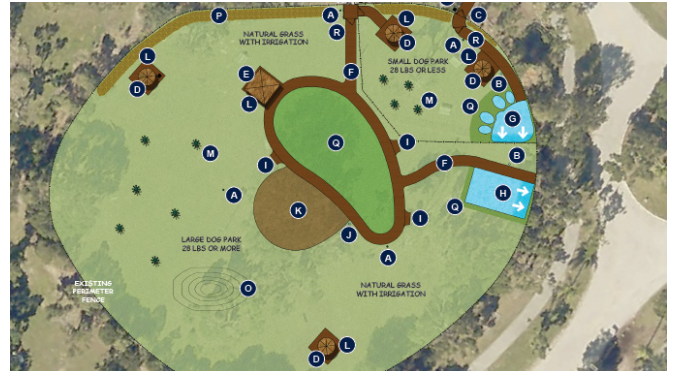 P
A
L
C
NATURAL GRASS
WITH IRRIGATION
R
D
A
R
L
L
SMALL DOG PARK
28 LBS OR LESS
E
F
D
B
D
L
M
Q
G
Q
I
B
M
I
F
A
H
K
I
Q
J
LARGE DOG PARK
28 LBS OR MORE
A
EXISTING
PERIMETER
FENCE
O
NATURAL GRASS
WITH IRRIGATION
L
D